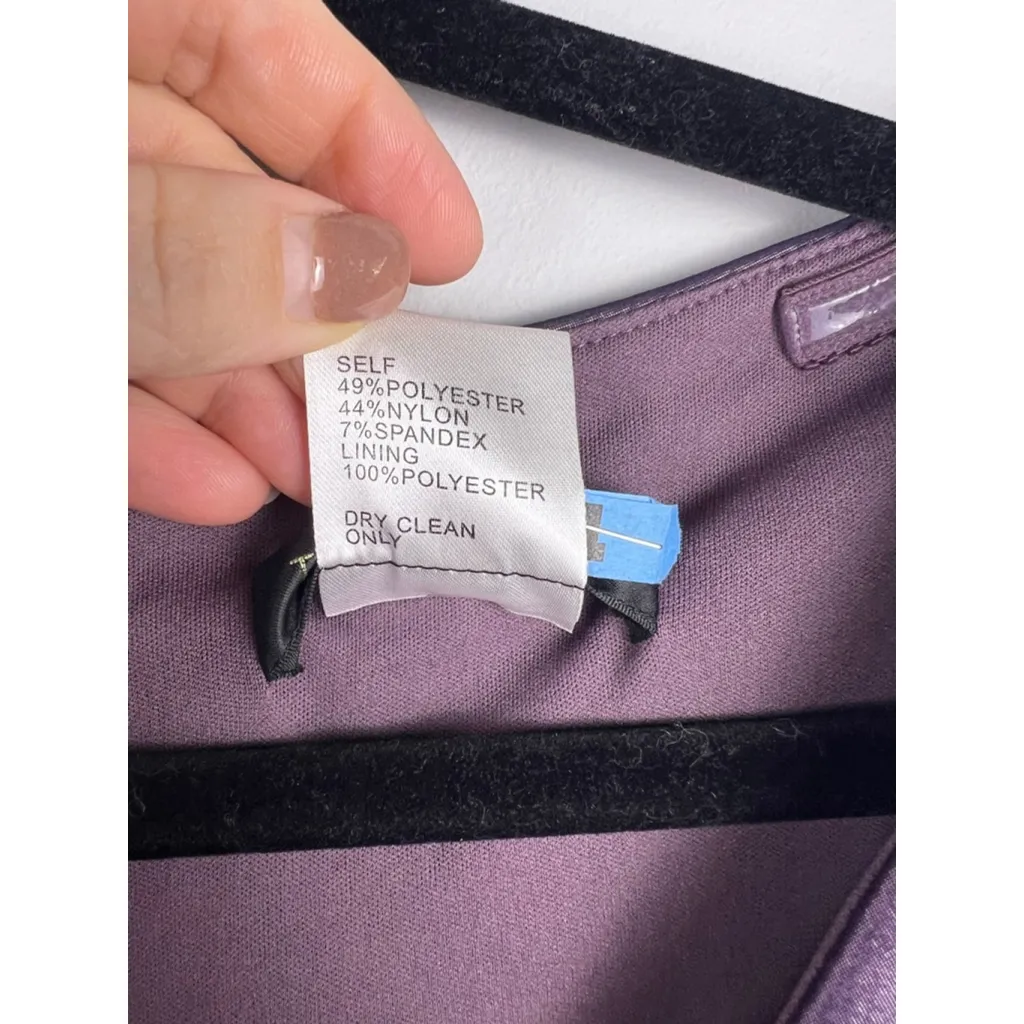 SELF
49%POLYESTER
44%NYLON
7%SPANDEX
LINING
100%POLYESTER
DRY CLEAN
ONLY